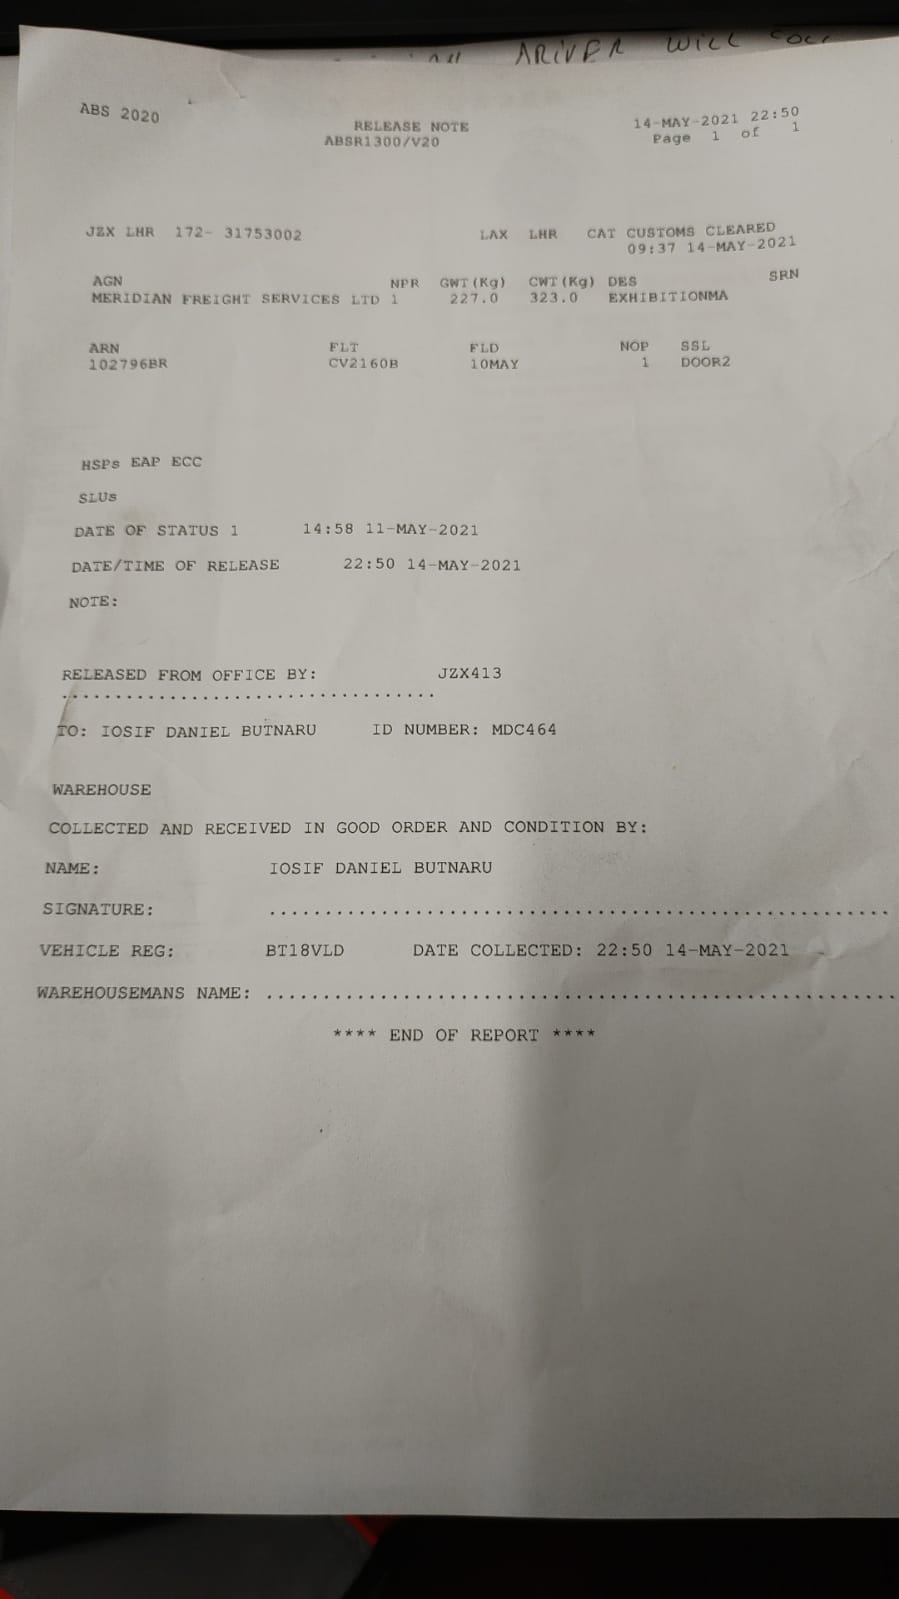 ARIVER WILL
ABS 2020
RELEASE NOTE
ABSR1300/V20
14-MAY-2021 22:50
Page 1 of 1
JZX LHR 172- 31753002 LAX LHR CAT CUSTOMS CLEARED
09:37 14-MAY-2021
AGN NPR GWT(Kg) CWT(Kg) DES SRN
MERIDIAN FREIGHT SERVICES LTD 1 227.0 323.0 EXHIBITIONMA
ARN FLT FLD NOP SSL
102796BR CV2160B 10MAY 1 DOOR2
HSPs EAP ECC
SLUs
DATE OF STATUS 1 14:58 11-MAY-2021
DATE/TIME OF RELEASE 22:50 14-MAY-2021
NOTE:
RELEASED FROM OFFICE BY: JZX413
...................................
TO: IOSIF DANIEL BUTNARU ID NUMBER: MDC464
WAREHOUSE
COLLECTED AND RECEIVED IN GOOD ORDER AND CONDITION BY:
NAME: IOSIF DANIEL BUTNARU
SIGNATURE: .........................................................
VEHICLE REG: BT18VLD DATE COLLECTED: 22:50 14-MAY-2021
WAREHOUSEMANS NAME: .........................................................
**** END OF REPORT ****